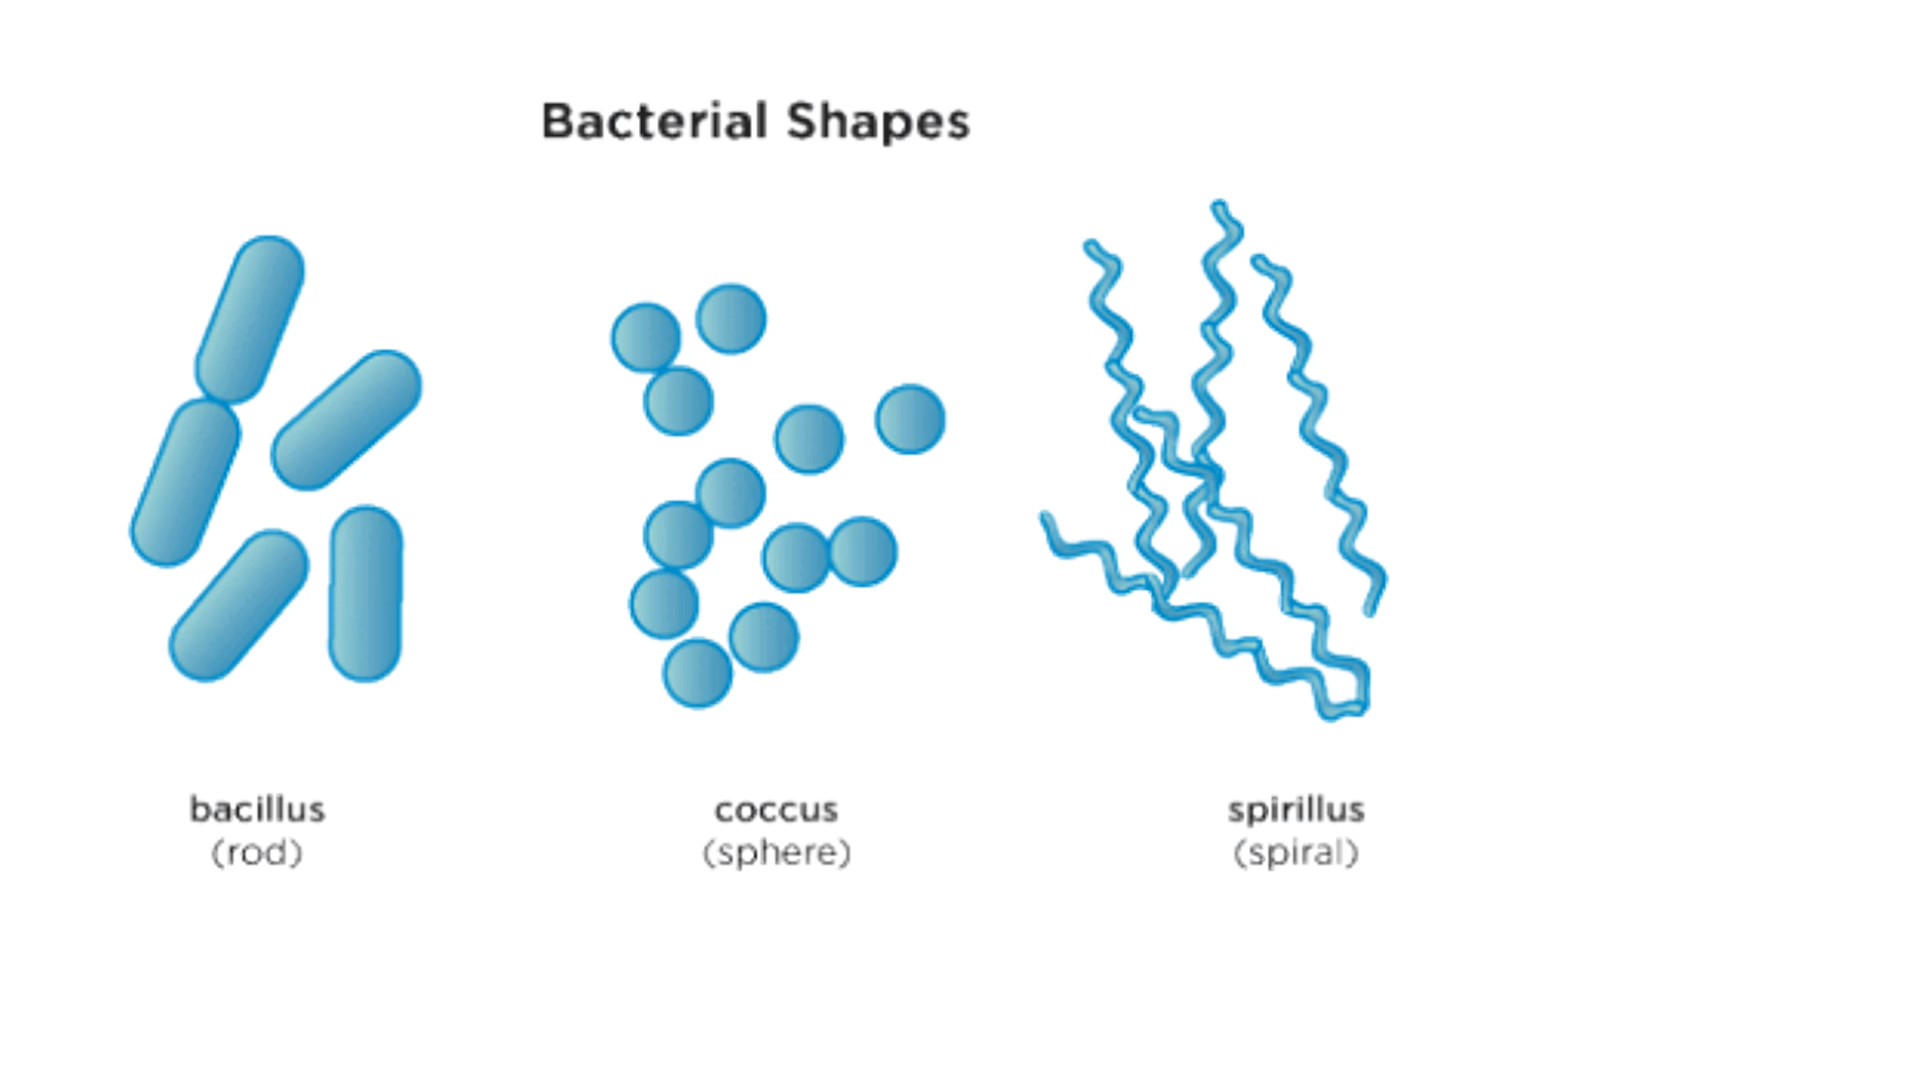 Bacterial Shapes
bacillus
(rod)
coccus
(sphere)
spirillus
(spiral)